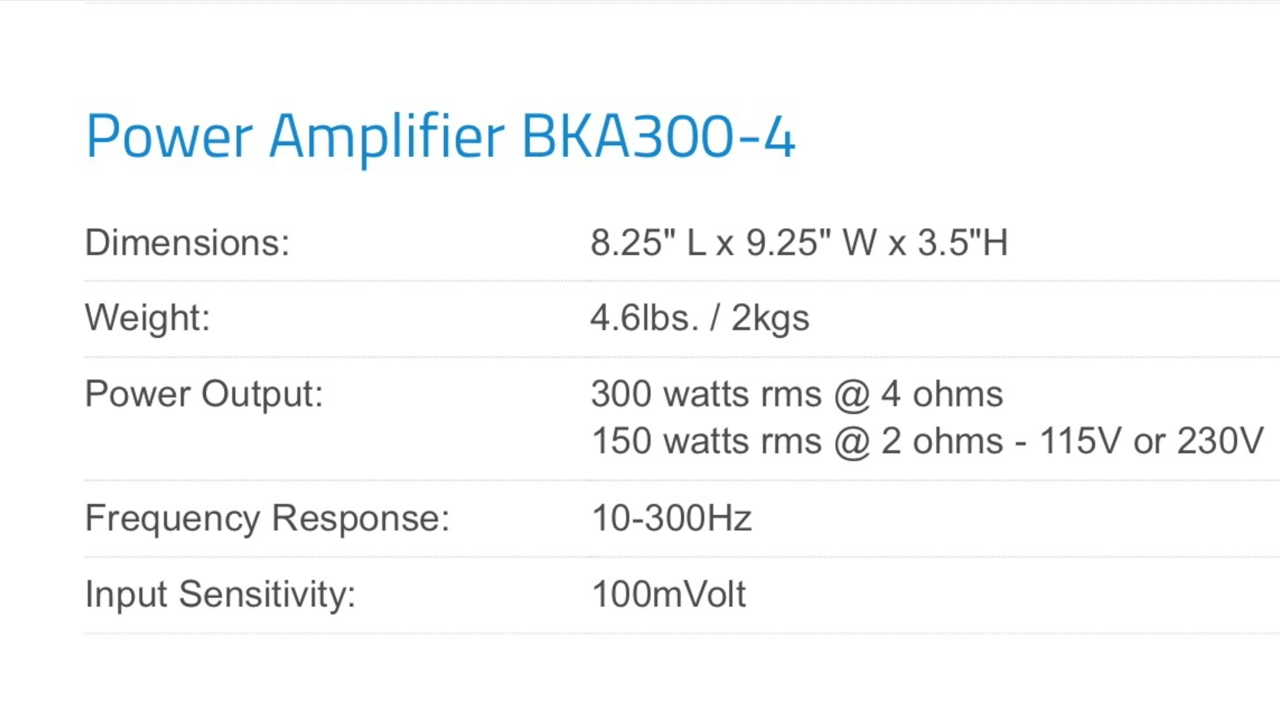 Power Amplifier BKA300-4
Dimensions: 8.25" L x 9.25" W x 3.5"H
Weight: 4.6lbs. / 2kgs
Power Output: 300 watts rms @ 4 ohms
150 watts rms @ 2 ohms - 115V or 230V
Frequency Response: 10-300Hz
Input Sensitivity: 100mVolt